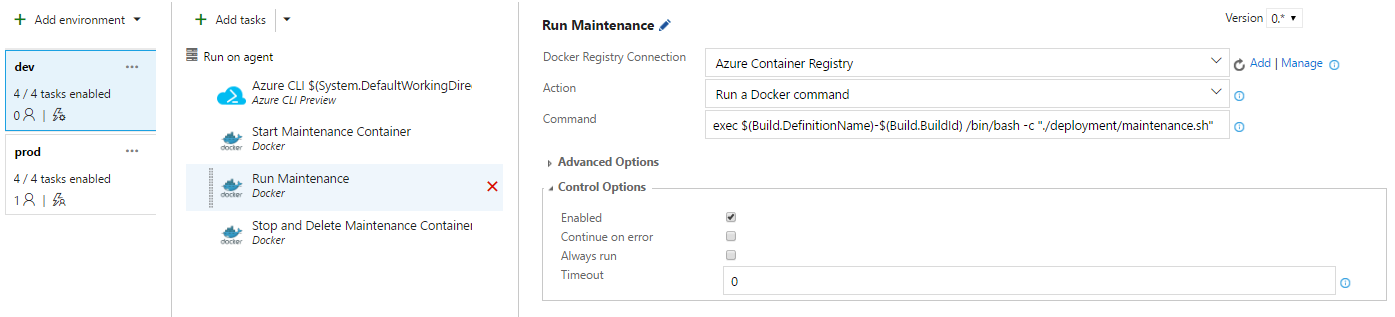 Add environment
dev ...
4 / 4 tasks enabled
0 |
prod ...
4 / 4 tasks enabled
1 |
Add tasks
Run on agent
Azure CLI $(System.DefaultWorkingDire
Azure CLI Preview
Start Maintenance Container
Docker
docker
Run Maintenance
Docker
docker
Stop and Delete Maintenance Container
Docker
docker
Run Maintenance
Version 0.*
Docker Registry Connection Azure Container Registry Add | Manage
Action Run a Docker command
Command exec $(Build.DefinitionName)-$(Build.BuildId) /bin/bash -c "./deployment/maintenance.sh"
Advanced Options
Control Options
Enabled
Continue on error
Always run
Timeout 0